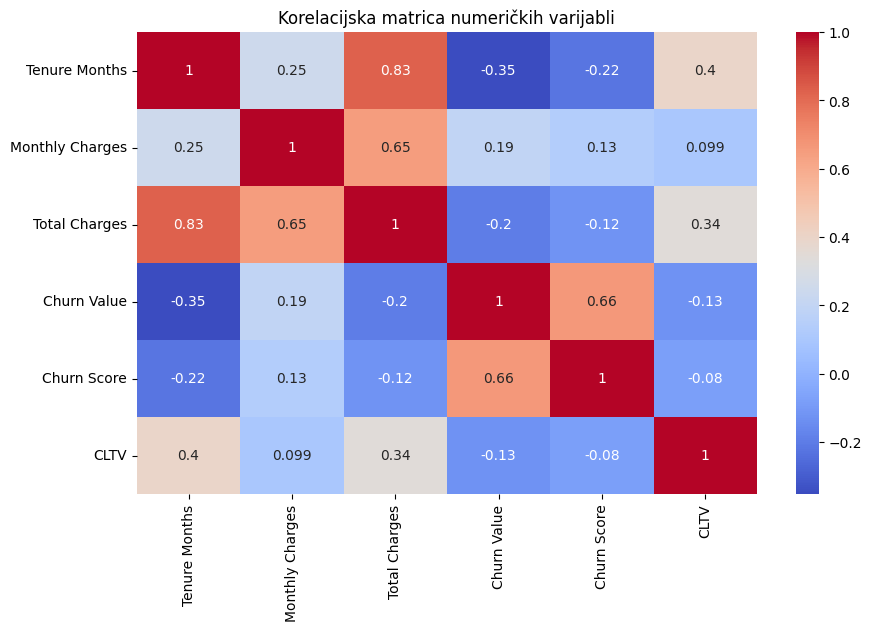 Korelacijska matrica numeričkih varijabli
Tenure Months 1 0.25 0.83 -0.35 -0.22 0.4
Monthly Charges 0.25 1 0.65 0.19 0.13 0.099
Total Charges 0.83 0.65 1 -0.2 -0.12 0.34
Churn Value -0.35 0.19 -0.2 1 0.66 -0.13
Churn Score -0.22 0.13 -0.12 0.66 1 -0.08
CLTV 0.4 0.099 0.34 -0.13 -0.08 1
Tenure Months
Monthly Charges
Total Charges
Churn Value
Churn Score
CLTV
1.0
0.8
0.6
0.4
0.2
0.0
−0.2